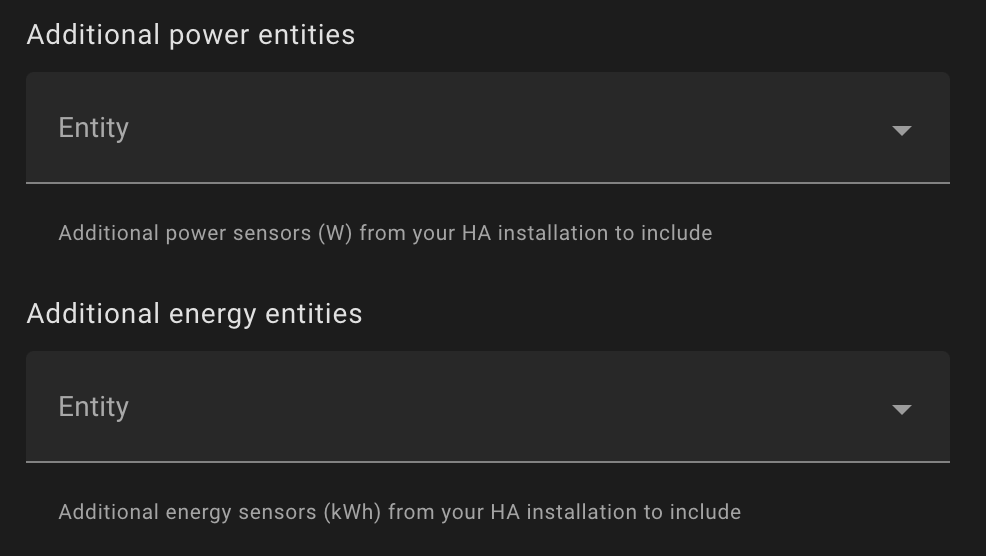 Additional power entities
Entity
Additional power sensors (W) from your HA installation to include
Additional energy entities
Entity
Additional energy sensors (kWh) from your HA installation to include